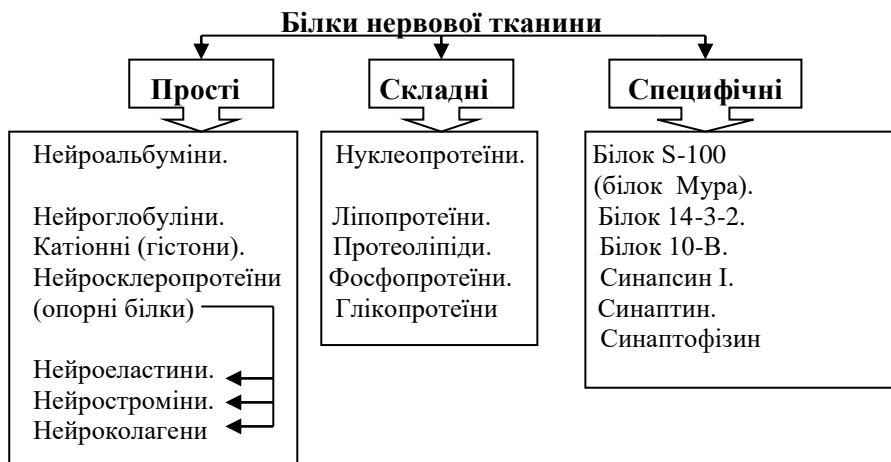 Білки нервової тканини
Прості
Нейроальбуміни.
Нейроглобуліни.
Катіонні (гістони).
Нейросклеропротеїни
(опорні білки)
Нейроеластини.
Нейростроміни.
Нейроколагени
Складні
Нуклеопротеїни.
Ліпопротеїни.
Протеоліпіди.
Фосфопротеїни.
Глікопротеїни
Специфічні
Білок S-100
(білок Мура).
Білок 14-3-2.
Білок 10-В.
Синапсин І.
Синаптин.
Синаптофізин